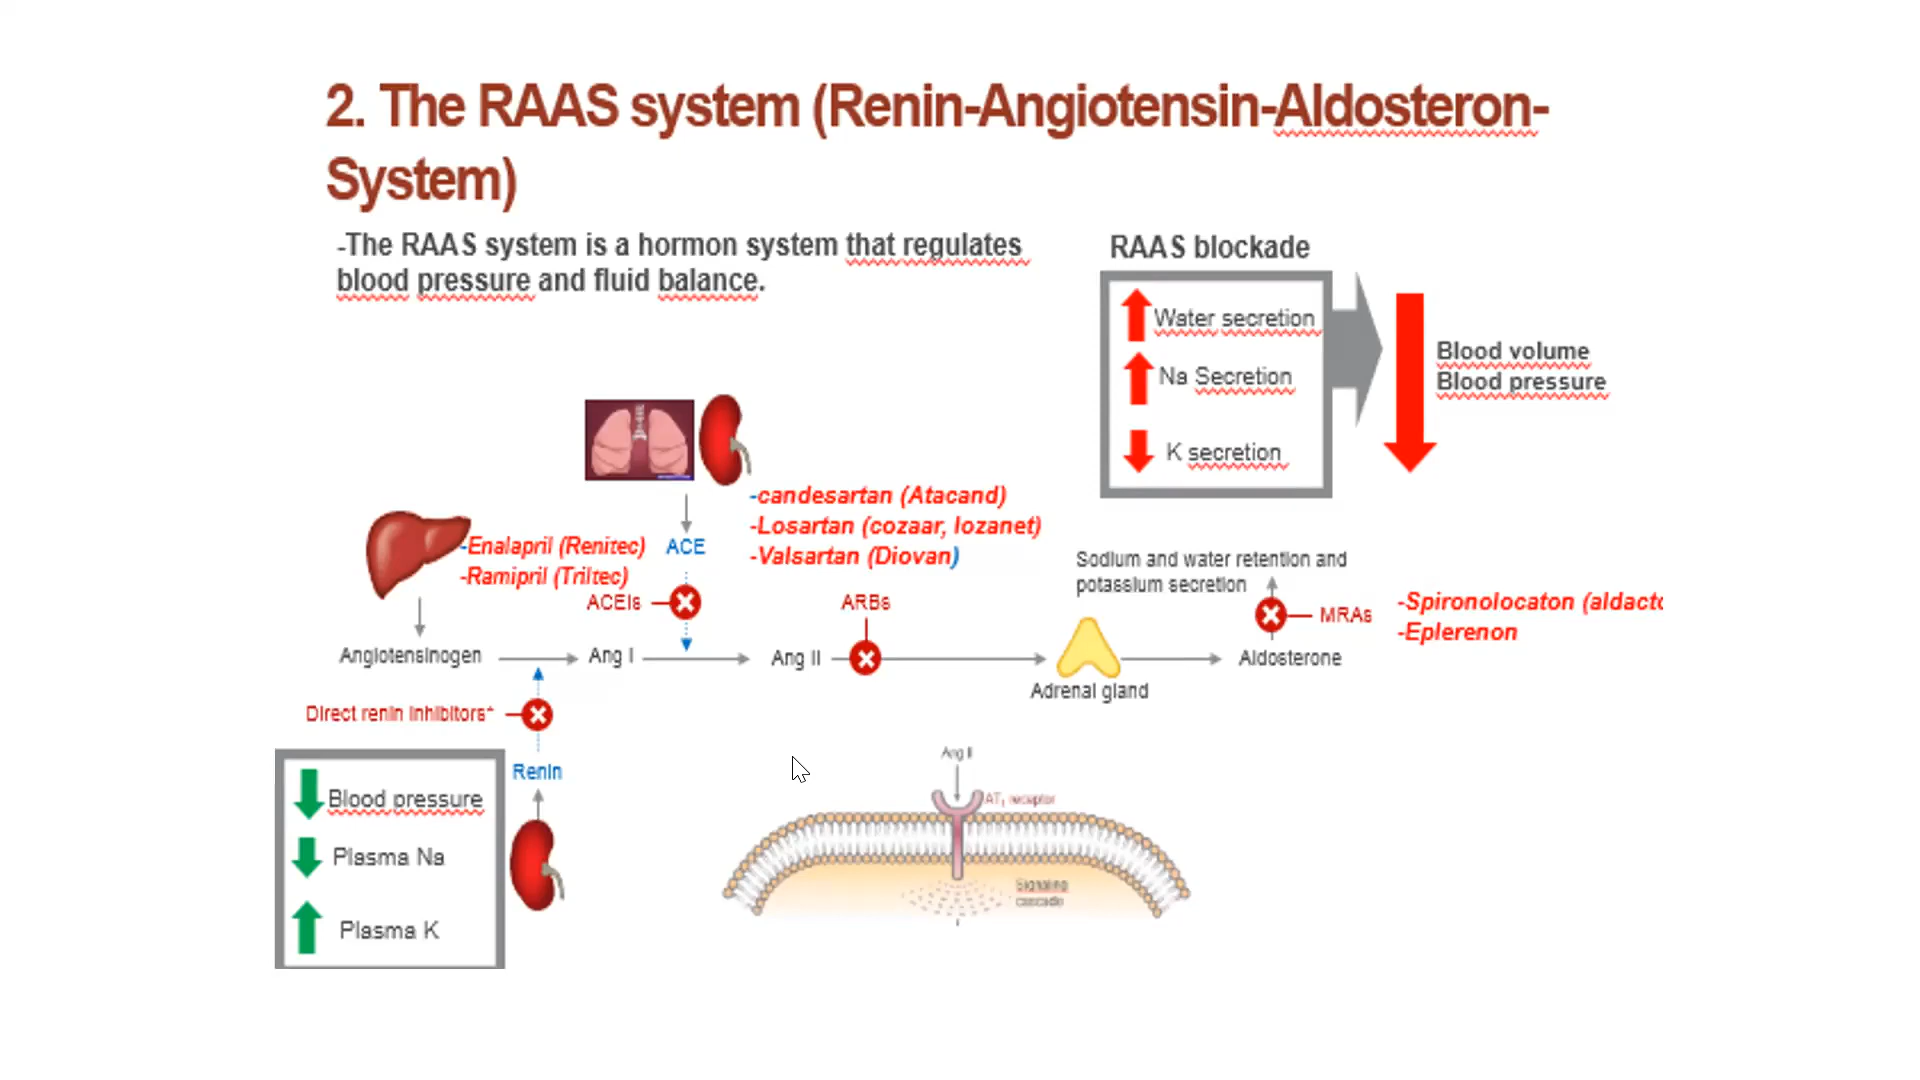 2. The RAAS system (Renin-Angiotensin-Aldosteron-
System)
-The RAAS system is a hormon system that regulates
blood pressure and fluid balance.
RAAS blockade
Water secretion
Na Secretion
K secretion
Blood volume
Blood pressure
-candesartan (Atacand)
-Losartan (cozaar, lozanet)
-Valsartan (Diovan)
-Enalapril (Renitec)
-Ramipril (Triltec)
ACE
ACEIs
ARBs
Sodium and water retention and
potassium secretion
MRAs
-Spironolocaton (aldacto
-Eplerenon
Angiotensinogen
Ang I
Ang II
Adrenal gland
Aldosterone
Direct renin inhibitors*
Renin
Blood pressure
Plasma Na
Plasma K
Ang II
AT₁ receptor
Signaling
cascade